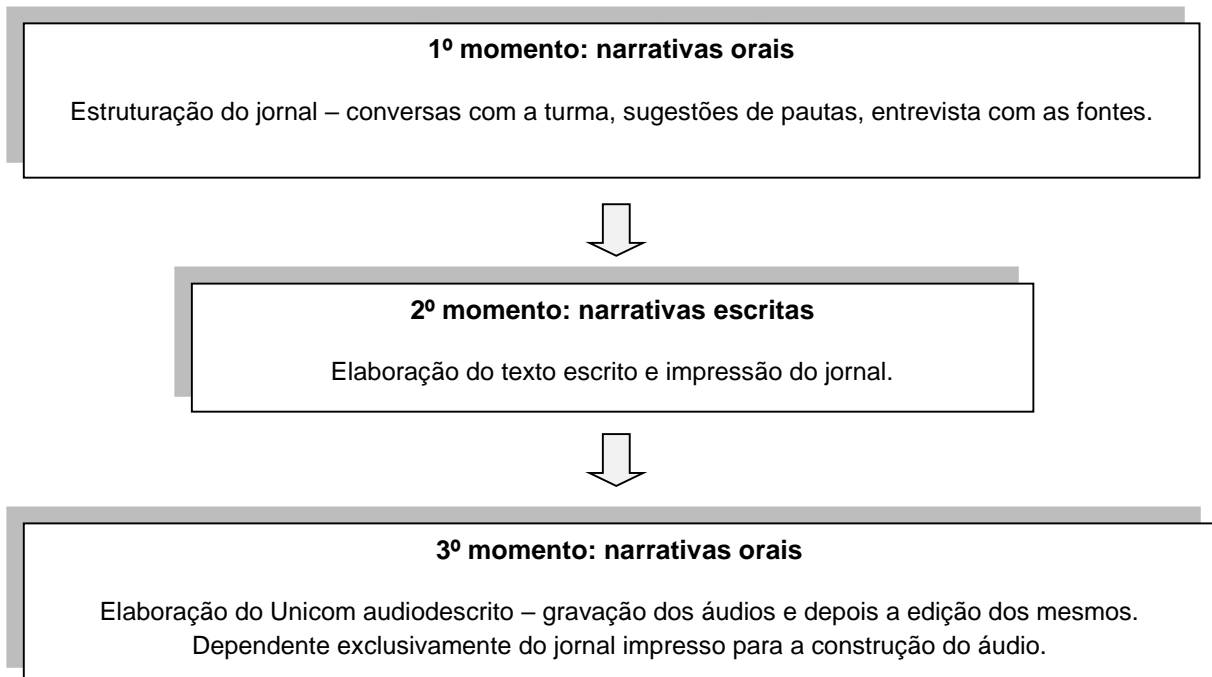 1º momento: narrativas orais
Estruturação do jornal – conversas com a turma, sugestões de pautas, entrevista com as fontes.
2º momento: narrativas escritas
Elaboração do texto escrito e impressão do jornal.
3º momento: narrativas orais
Elaboração do Unicom audiodescrito – gravação dos áudios e depois a edição dos mesmos.
Dependente exclusivamente do jornal impresso para a construção do áudio.